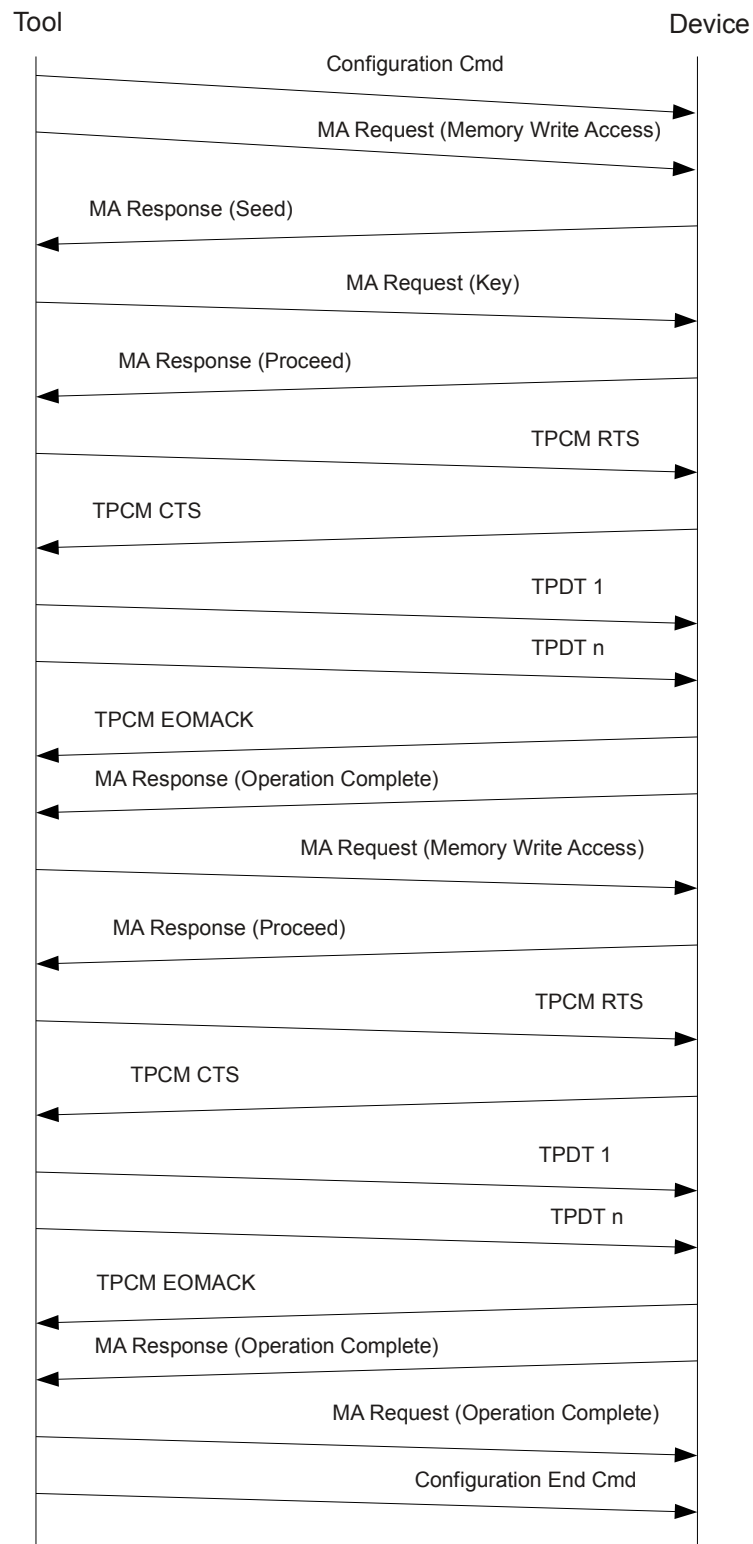 Tool
Device
Configuration Cmd
MA Request (Memory Write Access)
MA Response (Seed)
MA Request (Key)
MA Response (Proceed)
TPCM RTS
TPCM CTS
TPDT 1
TPDT n
TPCM EOMACK
MA Response (Operation Complete)
MA Request (Memory Write Access)
MA Response (Proceed)
TPCM RTS
TPCM CTS
TPDT 1
TPDT n
TPCM EOMACK
MA Response (Operation Complete)
MA Request (Operation Complete)
Configuration End Cmd